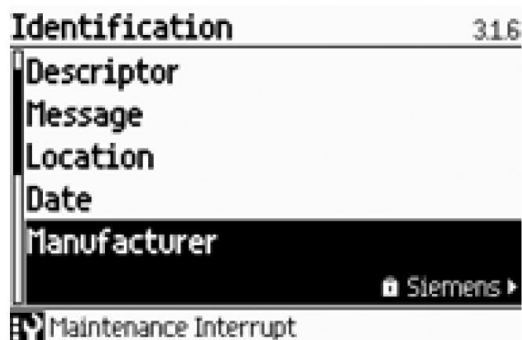 Identification 3.1.6
Descriptor
Message
Location
Date
Manufacturer
Siemens
Maintenance Interrupt